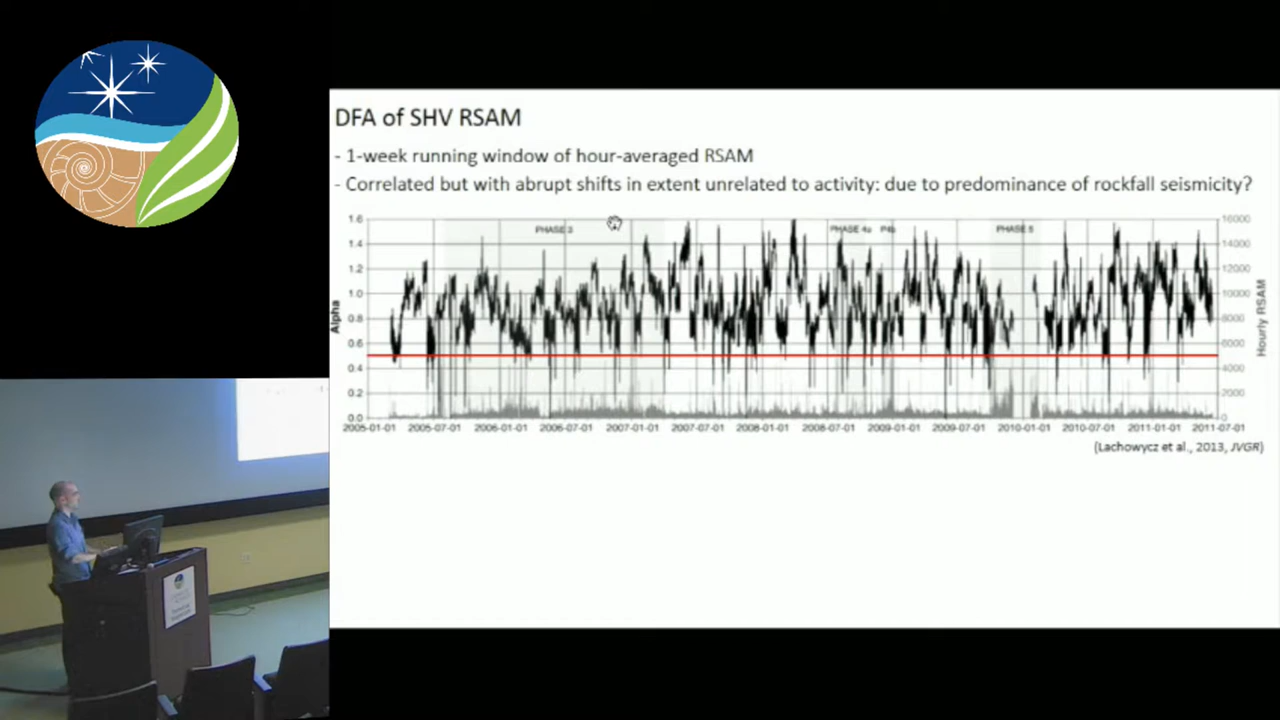 DFA of SHV RSAM
- 1-week running window of hour-averaged RSAM
- Correlated but with abrupt shifts in extent unrelated to activity: due to predominance of rockfall seismicity?
PHASE 3
PHASE 4a P4b
PHASE 5
1.6
1.4
1.2
1.0
0.8
0.6
0.4
0.2
0.0
Alpha
16000
14000
12000
10000
8000
6000
4000
2000
0
Hourly RSAM
2005-01-01 2005-07-01 2006-01-01 2006-07-01 2007-01-01 2007-07-01 2008-01-01 2008-07-01 2009-01-01 2009-07-01 2010-01-01 2010-07-01 2011-01-01 2011-07-01
(Lachowycz et al., 2013, JVGR)